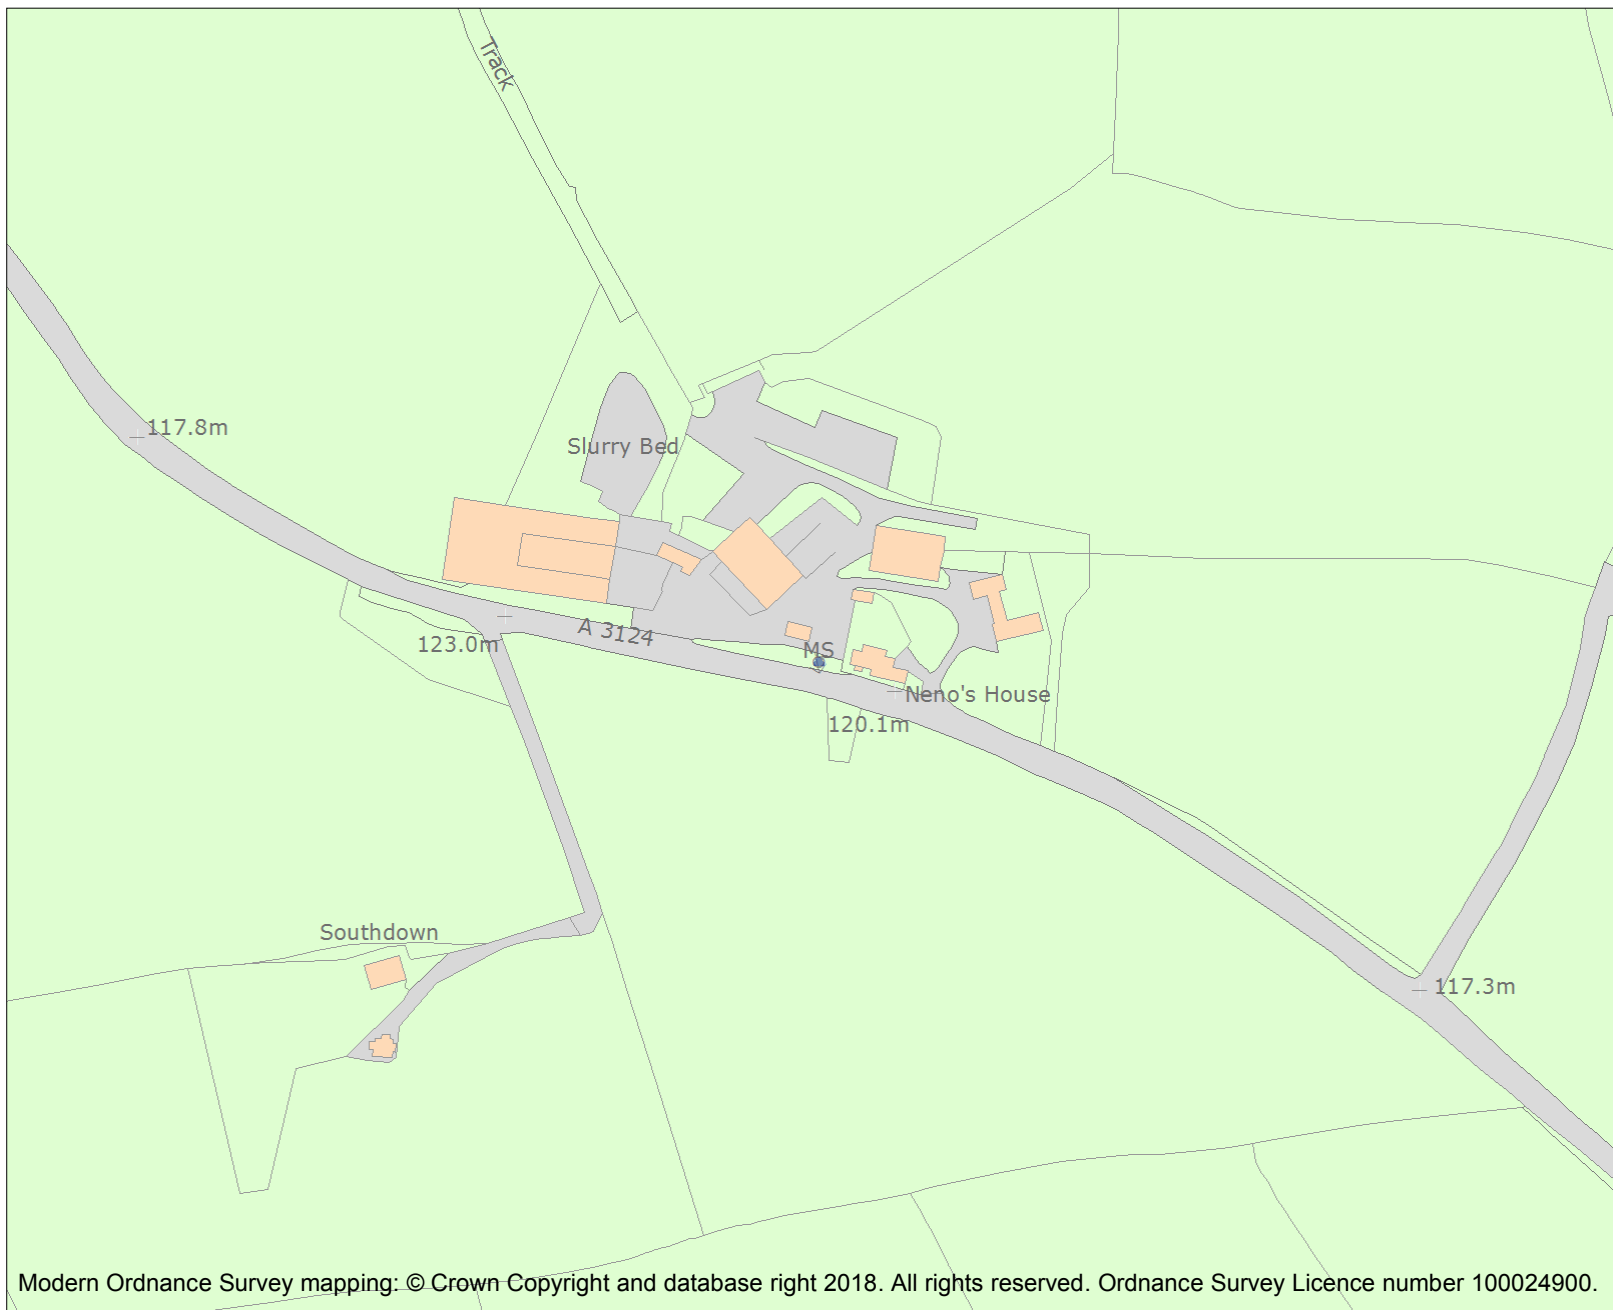 Track
117.8m
Slurry Bed
A 3124
123.0m
MS
Neno's House
120.1m
Southdown
117.3m
Modern Ordnance Survey mapping: © Crown Copyright and database right 2018. All rights reserved. Ordnance Survey Licence number 100024900.